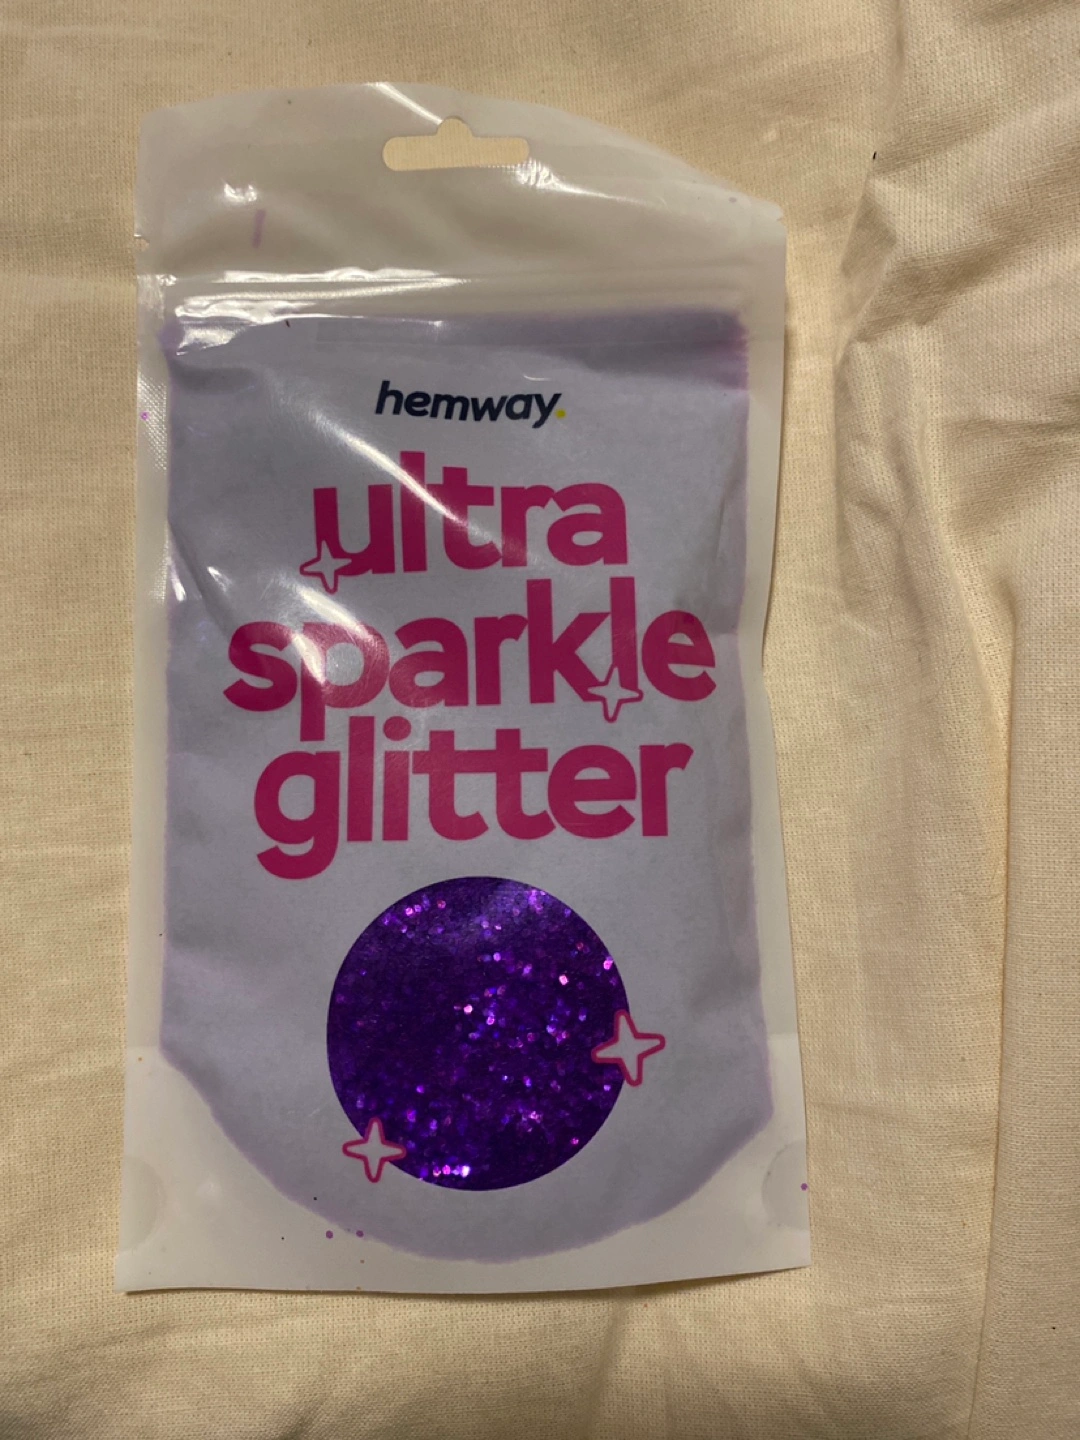 hemway.
ultra
sparkle
glitter